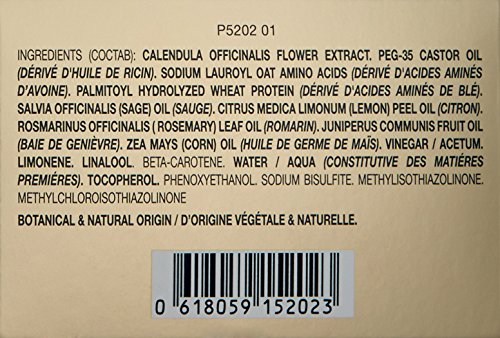 P5202 01
INGREDIENTS (COCTAB): CALENDULA OFFICINALIS FLOWER EXTRACT. PEG-35 CASTOR OIL
(DÉRIVÉ D'HUILE DE RICIN). SODIUM LAUROYL OAT AMINO ACIDS (DÉRIVÉ D'ACIDES AMINÉS
D'AVOINE). PALMITOYL HYDROLYZED WHEAT PROTEIN (DÉRIVÉ D'ACIDES AMINÉS DE BLÉ).
SALVIA OFFICINALIS (SAGE) OIL (SAUGE). CITRUS MEDICA LIMONUM (LEMON) PEEL OIL (CITRON).
ROSMARINUS OFFICINALIS ( ROSEMARY) LEAF OIL (ROMARIN). JUNIPERUS COMMUNIS FRUIT OIL
(BAIE DE GENIÈVRE). ZEA MAYS (CORN) OIL (HUILE DE GERME DE MAÏS). VINEGAR / ACETUM.
LIMONENE. LINALOOL. BETA-CAROTENE. WATER / AQUA (CONSTITUTIVE DES MATIÉRES
PREMIÈRES). TOCOPHEROL. PHENOXYETHANOL. SODIUM BISULFITE. METHYLISOTHIAZOLINONE.
METHYLCHLOROISOTHIAZOLINONE
BOTANICAL & NATURAL ORIGIN / D'ORIGINE VÉGÉTALE & NATURELLE.
0 618059 152023